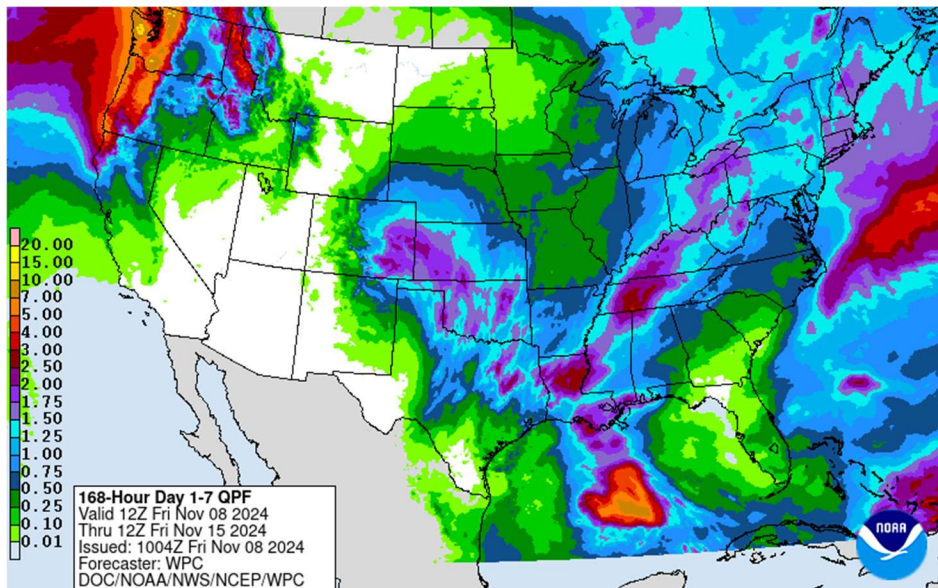 20.00
15.00
10.00
7.00
5.00
4.00
3.00
2.50
2.00
1.75
1.50
1.25
1.00
0.75
0.50
0.25
0.10
0.01
168-Hour Day 1-7 QPF
Valid 12Z Fri Nov 08 2024
Thru 12Z Fri Nov 15 2024
Issued: 1004Z Fri Nov 08 2024
Forecaster: WPC
DOC/NOAA/NWS/NCEP/WPC
NOAA